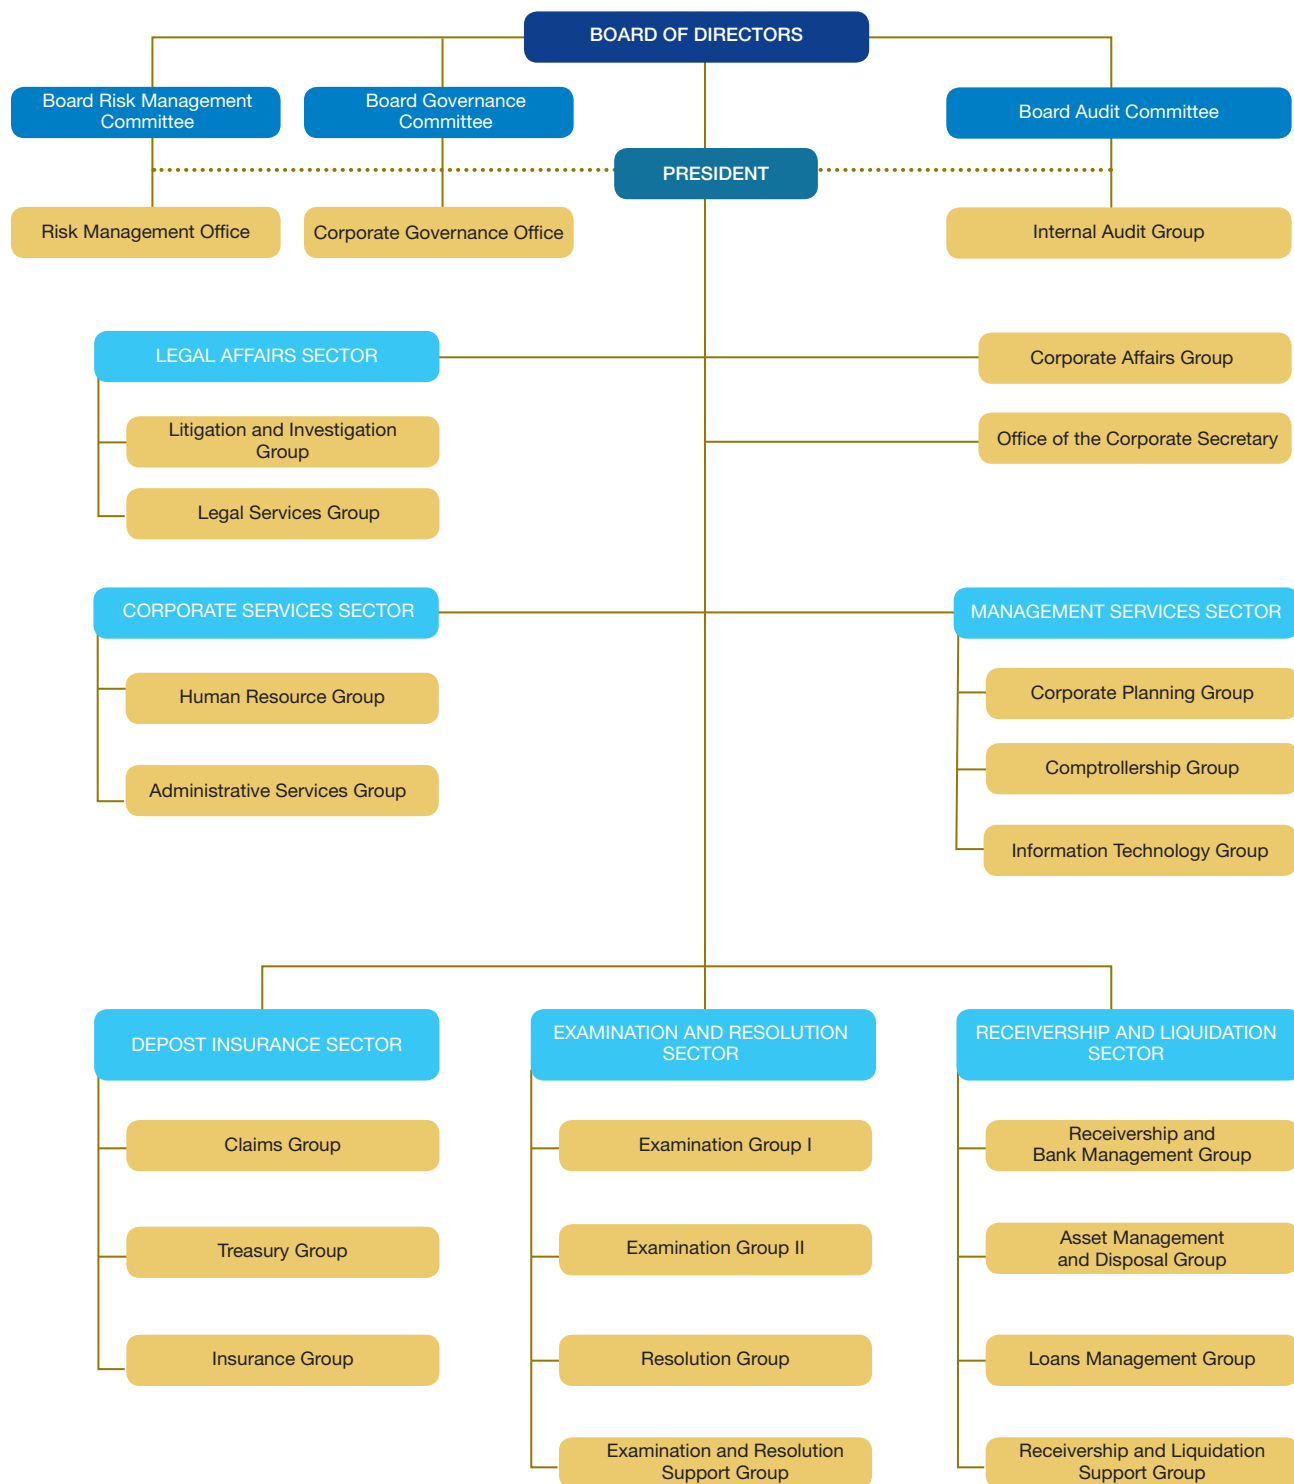 BOARD OF DIRECTORS
Board Risk Management
Committee
Board Governance
Committee
Board Audit Committee
PRESIDENT
Risk Management Office
Corporate Governance Office
Internal Audit Group
LEGAL AFFAIRS SECTOR
Corporate Affairs Group
Litigation and Investigation
Group
Office of the Corporate Secretary
Legal Services Group
CORPORATE SERVICES SECTOR
MANAGEMENT SERVICES SECTOR
Human Resource Group
Corporate Planning Group
Administrative Services Group
Comptrollership Group
Information Technology Group
DEPOST INSURANCE SECTOR
EXAMINATION AND RESOLUTION
SECTOR
RECEIVERSHIP AND LIQUIDATION
SECTOR
Claims Group
Examination Group I
Receivership and
Bank Management Group
Treasury Group
Examination Group II
Asset Management
and Disposal Group
Insurance Group
Resolution Group
Loans Management Group
Examination and Resolution
Support Group
Receivership and Liquidation
Support Group